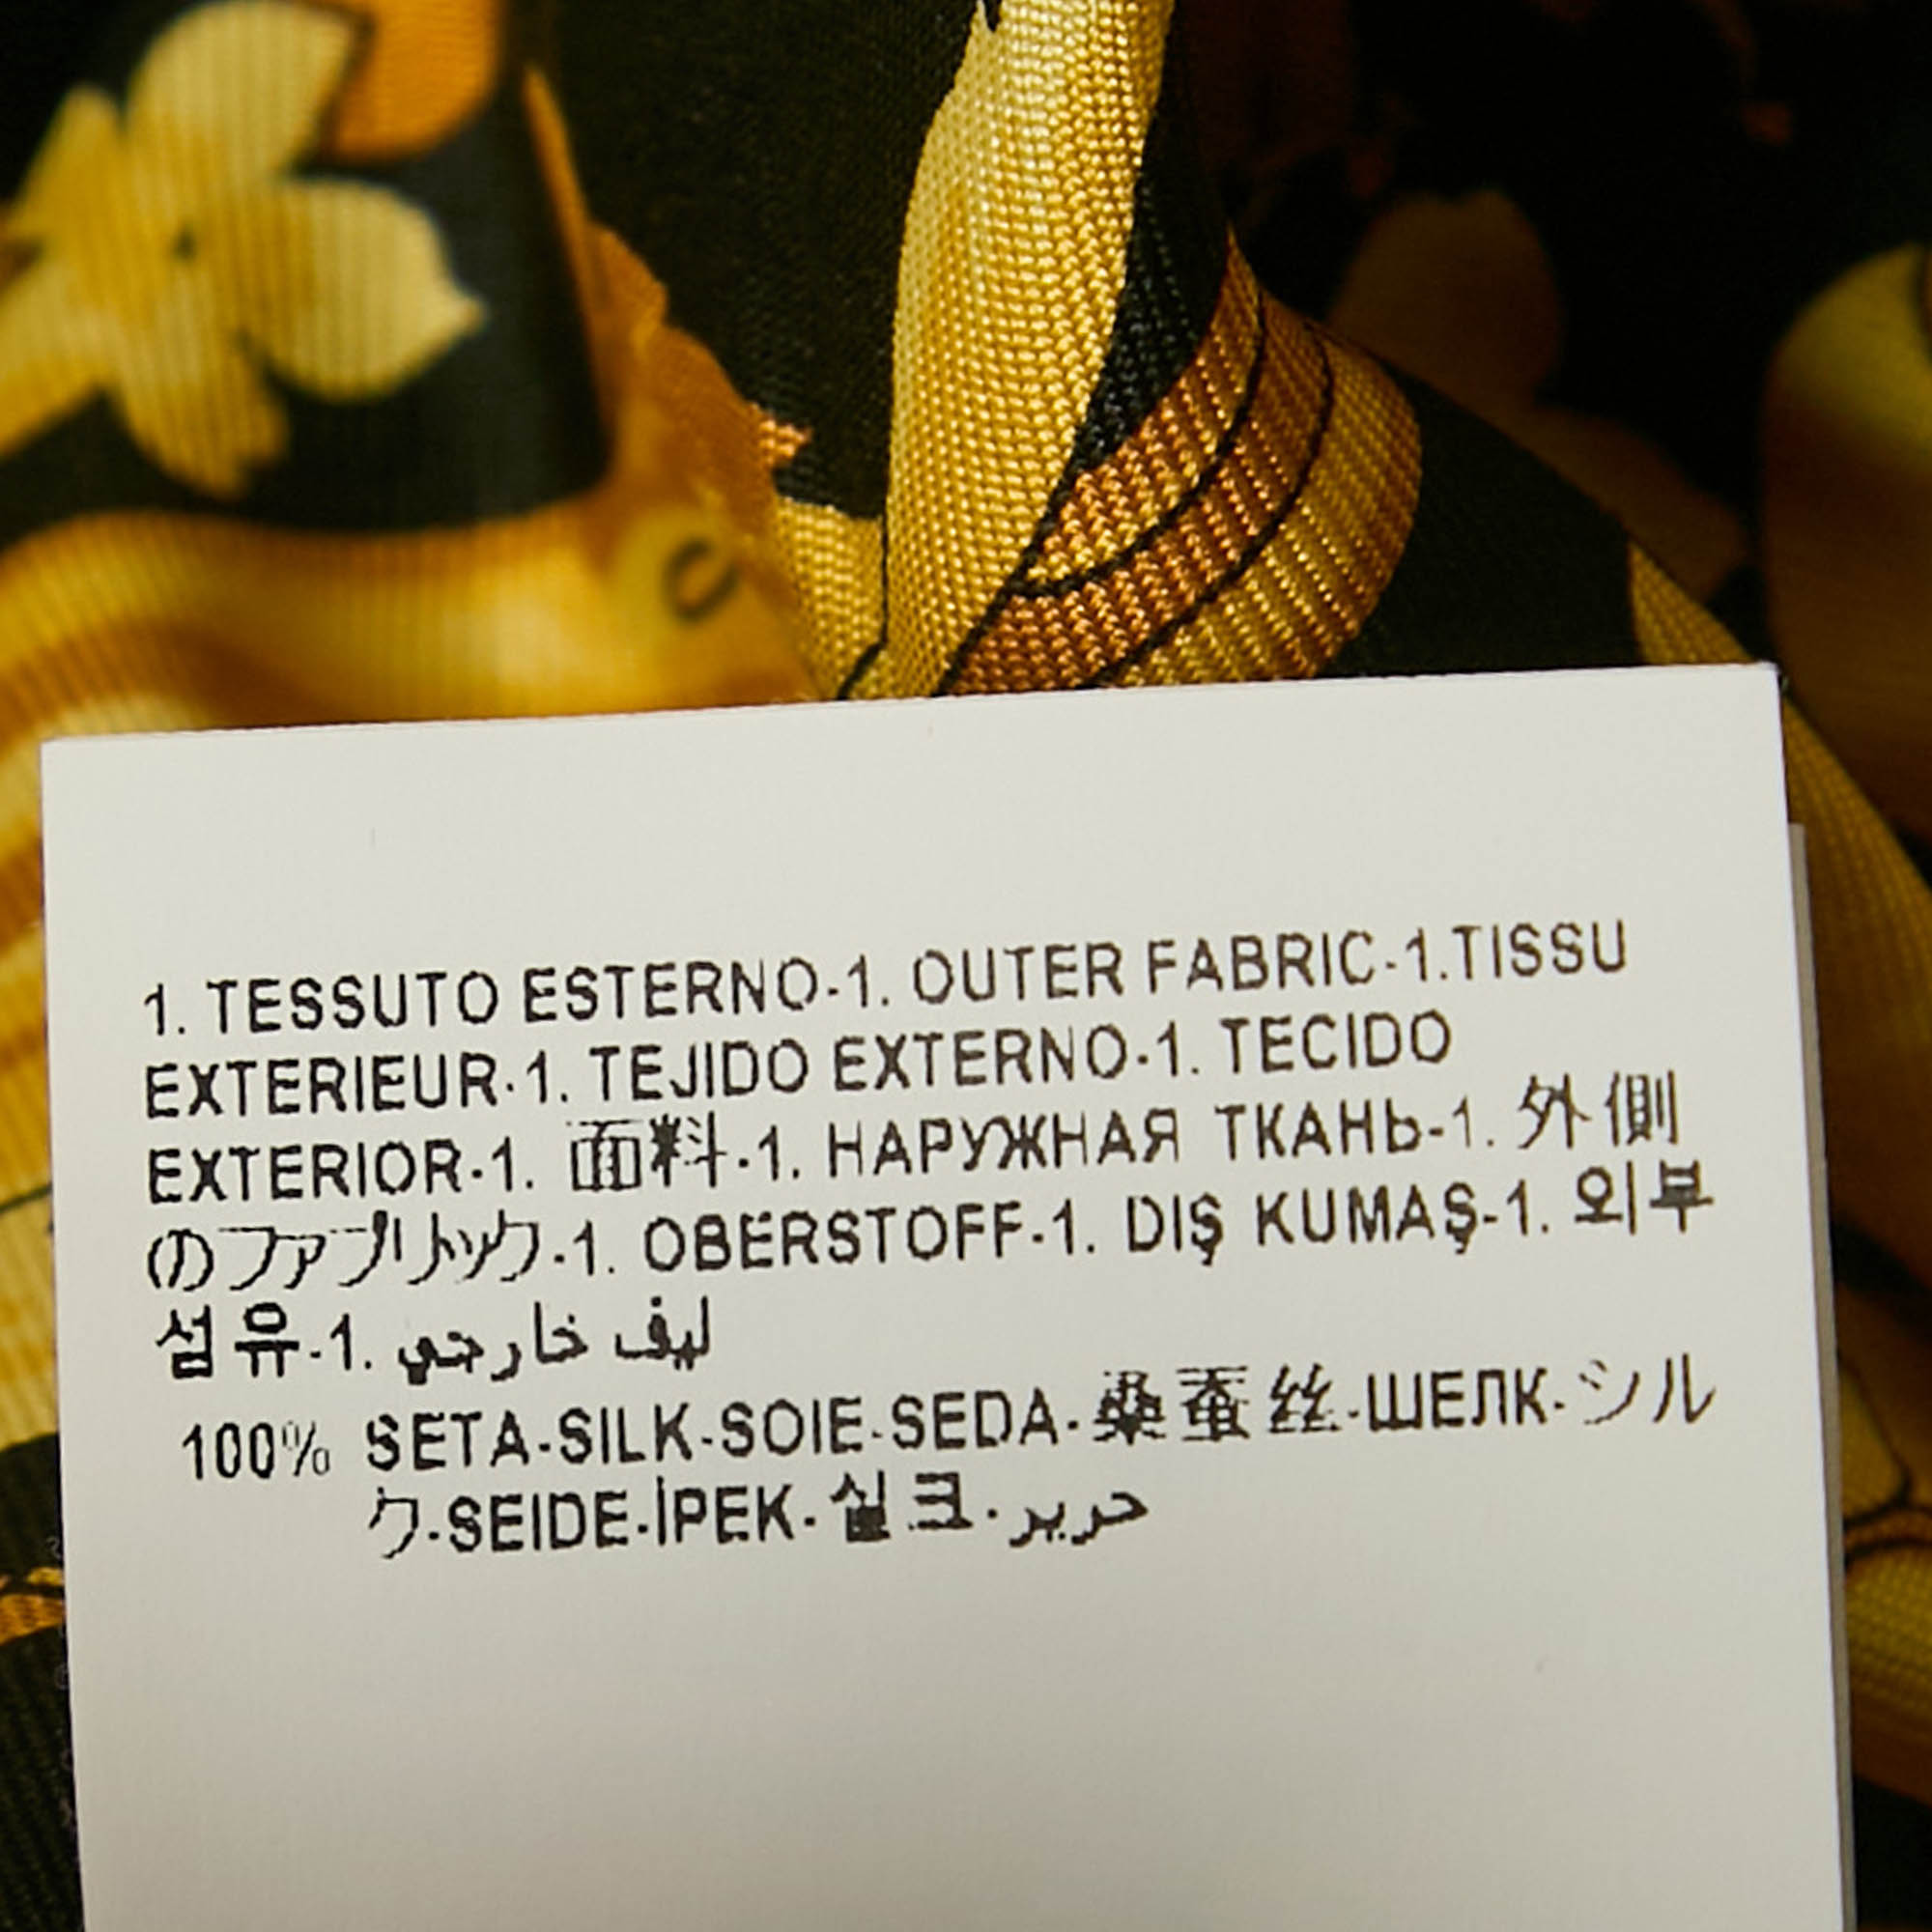 1. TESSUTO ESTERNO-1. OUTER FABRIC-1.TISSU
EXTERIEUR-1. TEJIDO EXTERNO-1. TECIDO
EXTERIOR-1. 面料-1. НАРУЖНАЯ ТКАНЬ-1. 外側
のファブリック-1. OBERSTOFF-1. DIŞ KUMAŞ-1. 외부
섬유-1. ليف خارجي
100% SETA-SILK-SOIE-SEDA-桑蚕丝-ШЕЛК-シル
ク-SEIDE-İPEK-실크-حرير